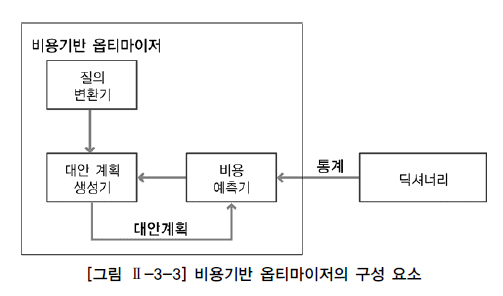 비용기반 옵티마이저
질의
변환기
대안 계획
생성기
비용
예측기
통계
딕셔너리
대안계획
[그림 Ⅱ-3-3] 비용기반 옵티마이저의 구성 요소